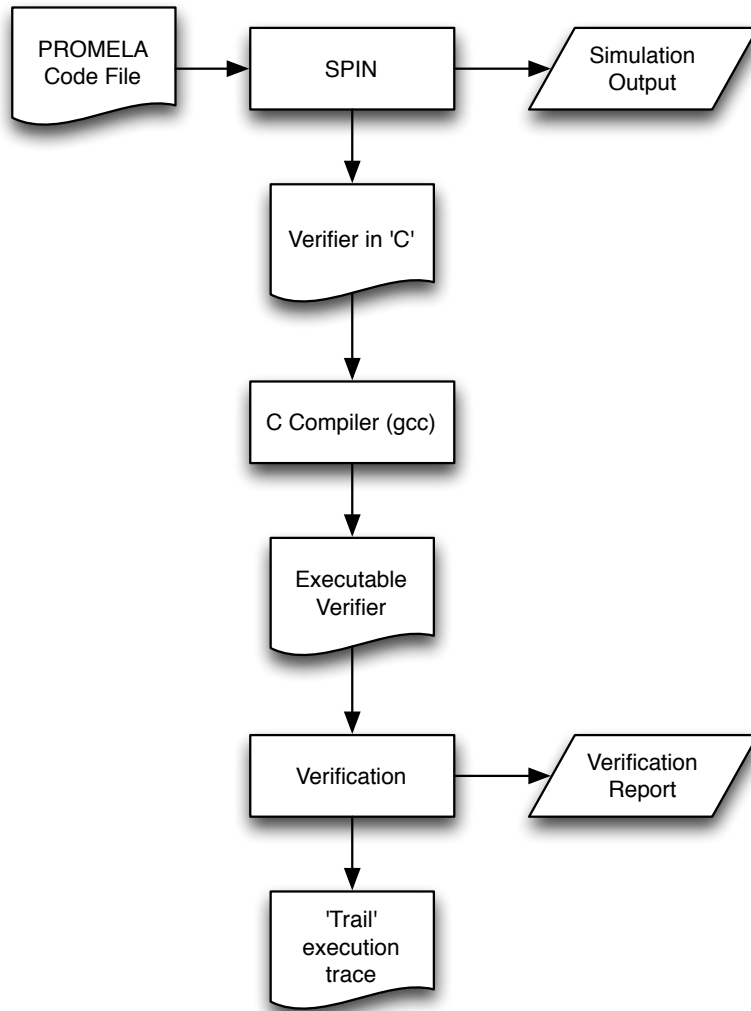 PROMELA
Code File
SPIN
Simulation
Output
Verifier in 'C'
C Compiler (gcc)
Executable
Verifier
Verification
Verification
Report
'Trail'
execution
trace